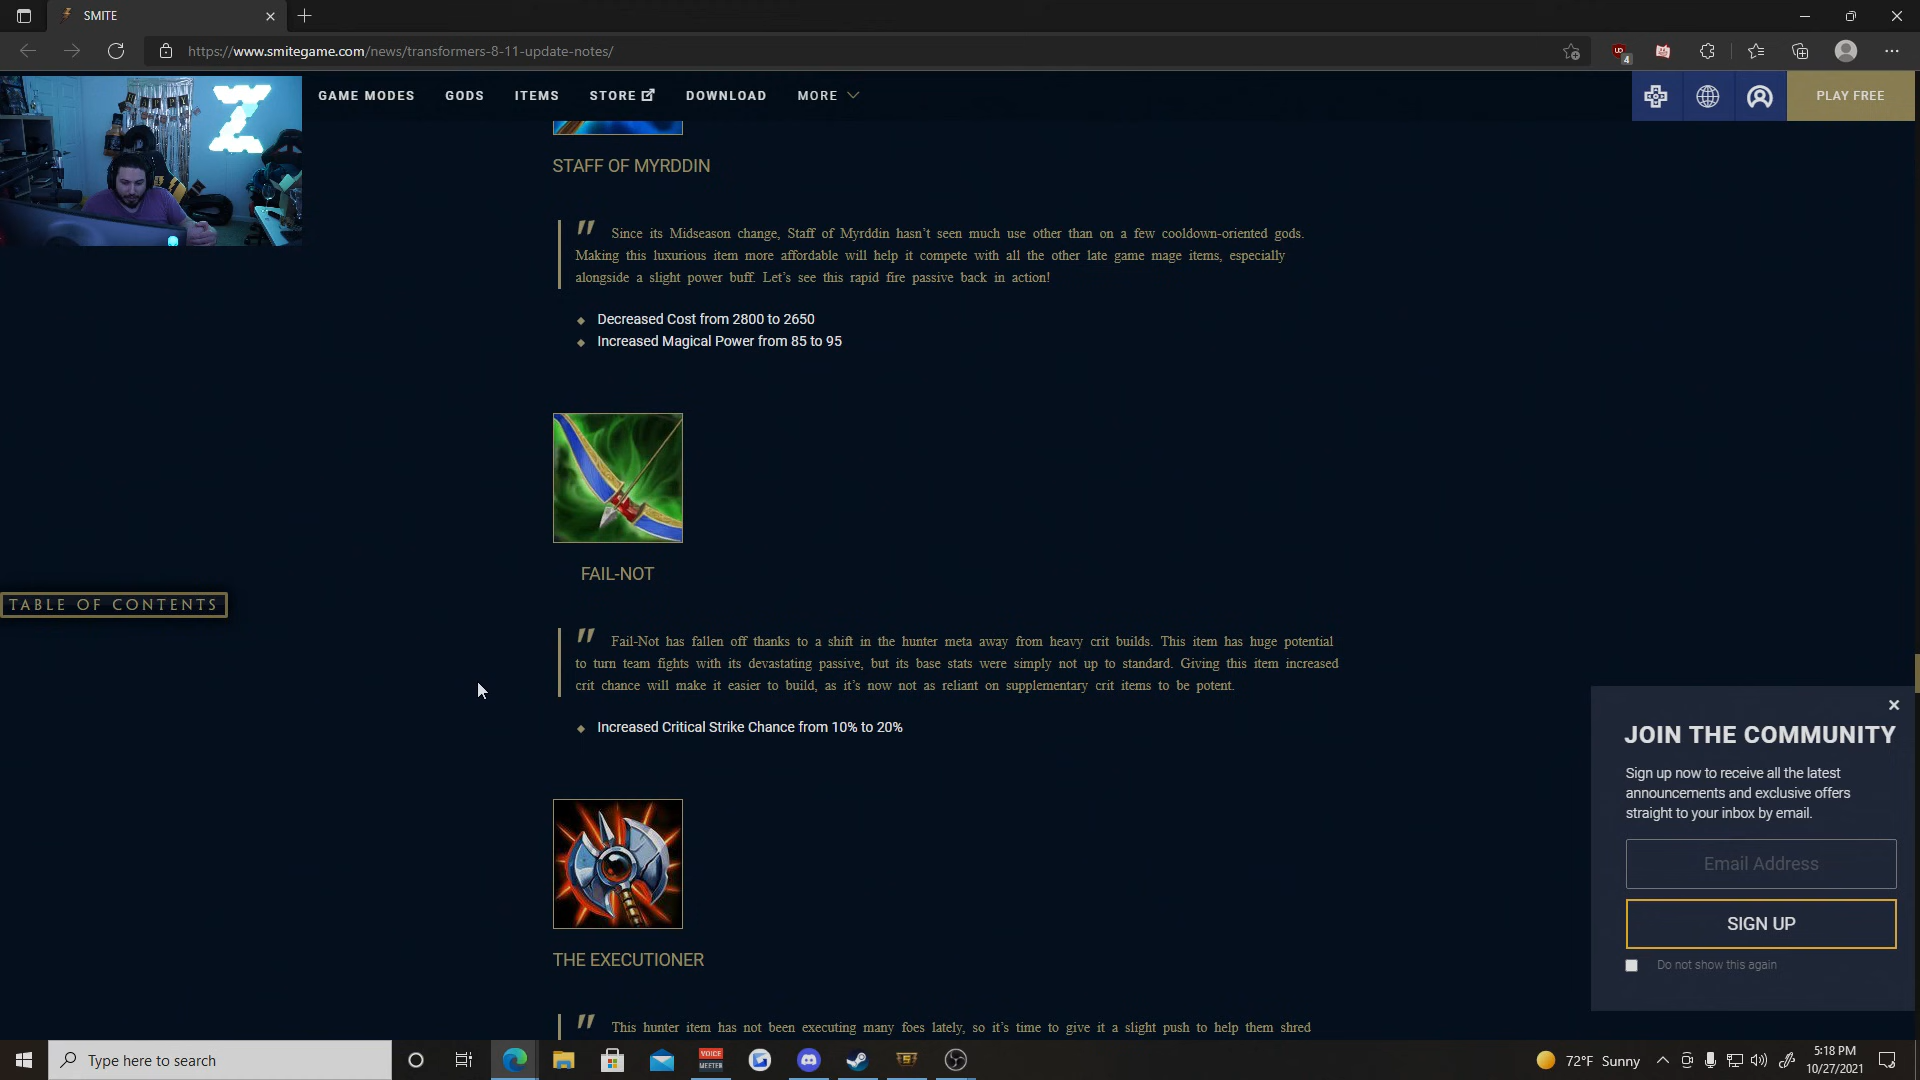 SMITE
https://www.smitegame.com/news/transformers-8-11-update-notes/
4
GAME MODES
GODS
ITEMS
STORE
DOWNLOAD
MORE
PLAY FREE
STAFF OF MYRDDIN
" Since its Midseason change, Staff of Myrddin hasn't seen much use other than on a few cooldown-oriented gods.
Making this luxurious item more affordable will help it compete with all the other late game mage items, especially
alongside a slight power buff. Let's see this rapid fire passive back in action!
Decreased Cost from 2800 to 2650
Increased Magical Power from 85 to 95
FAIL-NOT
TABLE OF CONTENTS
" Fail-Not has fallen off thanks to a shift in the hunter meta away from heavy crit builds. This item has huge potential
to turn team fights with its devastating passive, but its base stats were simply not up to standard. Giving this item increased
crit chance will make it easier to build, as it's now not as reliant on supplementary crit items to be potent.
Increased Critical Strike Chance from 10% to 20%
THE EXECUTIONER
" This hunter item has not been executing many foes lately, so it's time to give it a slight push to help them shred
JOIN THE COMMUNITY
Sign up now to receive all the latest
announcements and exclusive offers
straight to your inbox by email.
Email Address
SIGN UP
Do not show this again
Type here to search
VOICE
MEETER
72°F Sunny
5:18 PM
10/27/2021